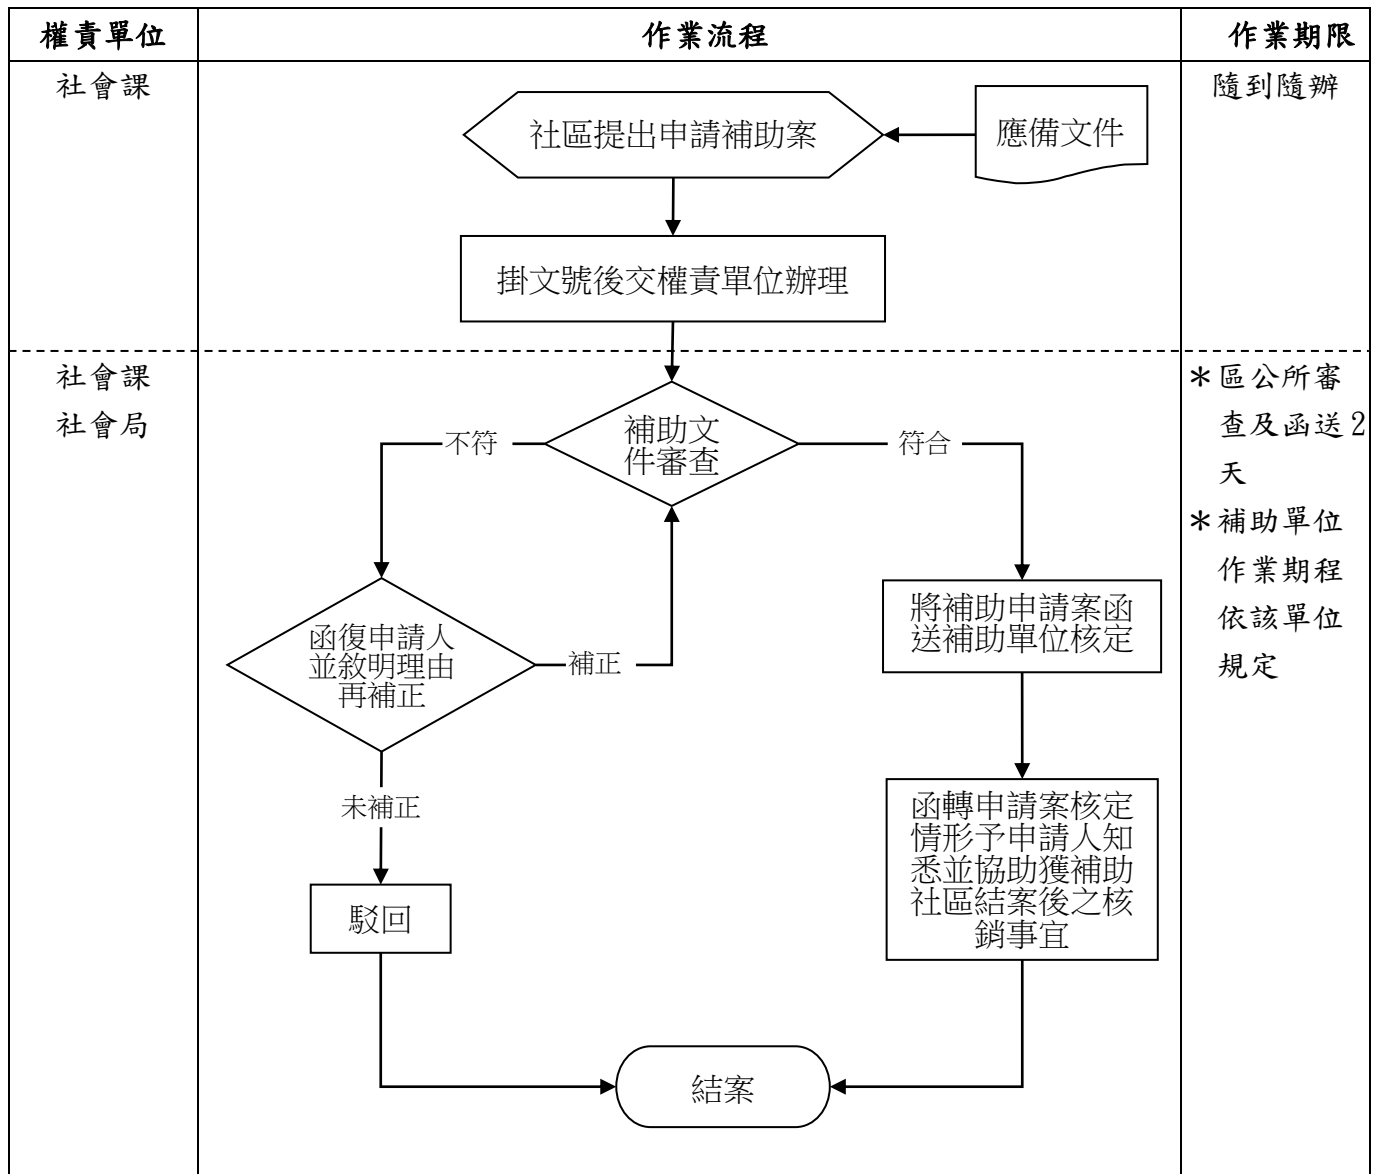 權責單位
作業流程
作業期限
社會課
社區提出申請補助案
應備文件
隨到隨辦
掛文號後交權責單位辦理
社會課
社會局
補助文
件審查
不符
符合
＊區公所審
查及函送2
天
＊補助單位
作業期程
依該單位
規定
函復申請人
並敘明理由
再補正
補正
將補助申請案函
送補助單位核定
未補正
駁回
函轉申請案核定
情形予申請人知
悉並協助獲補助
社區結案後之核
銷事宜
結案